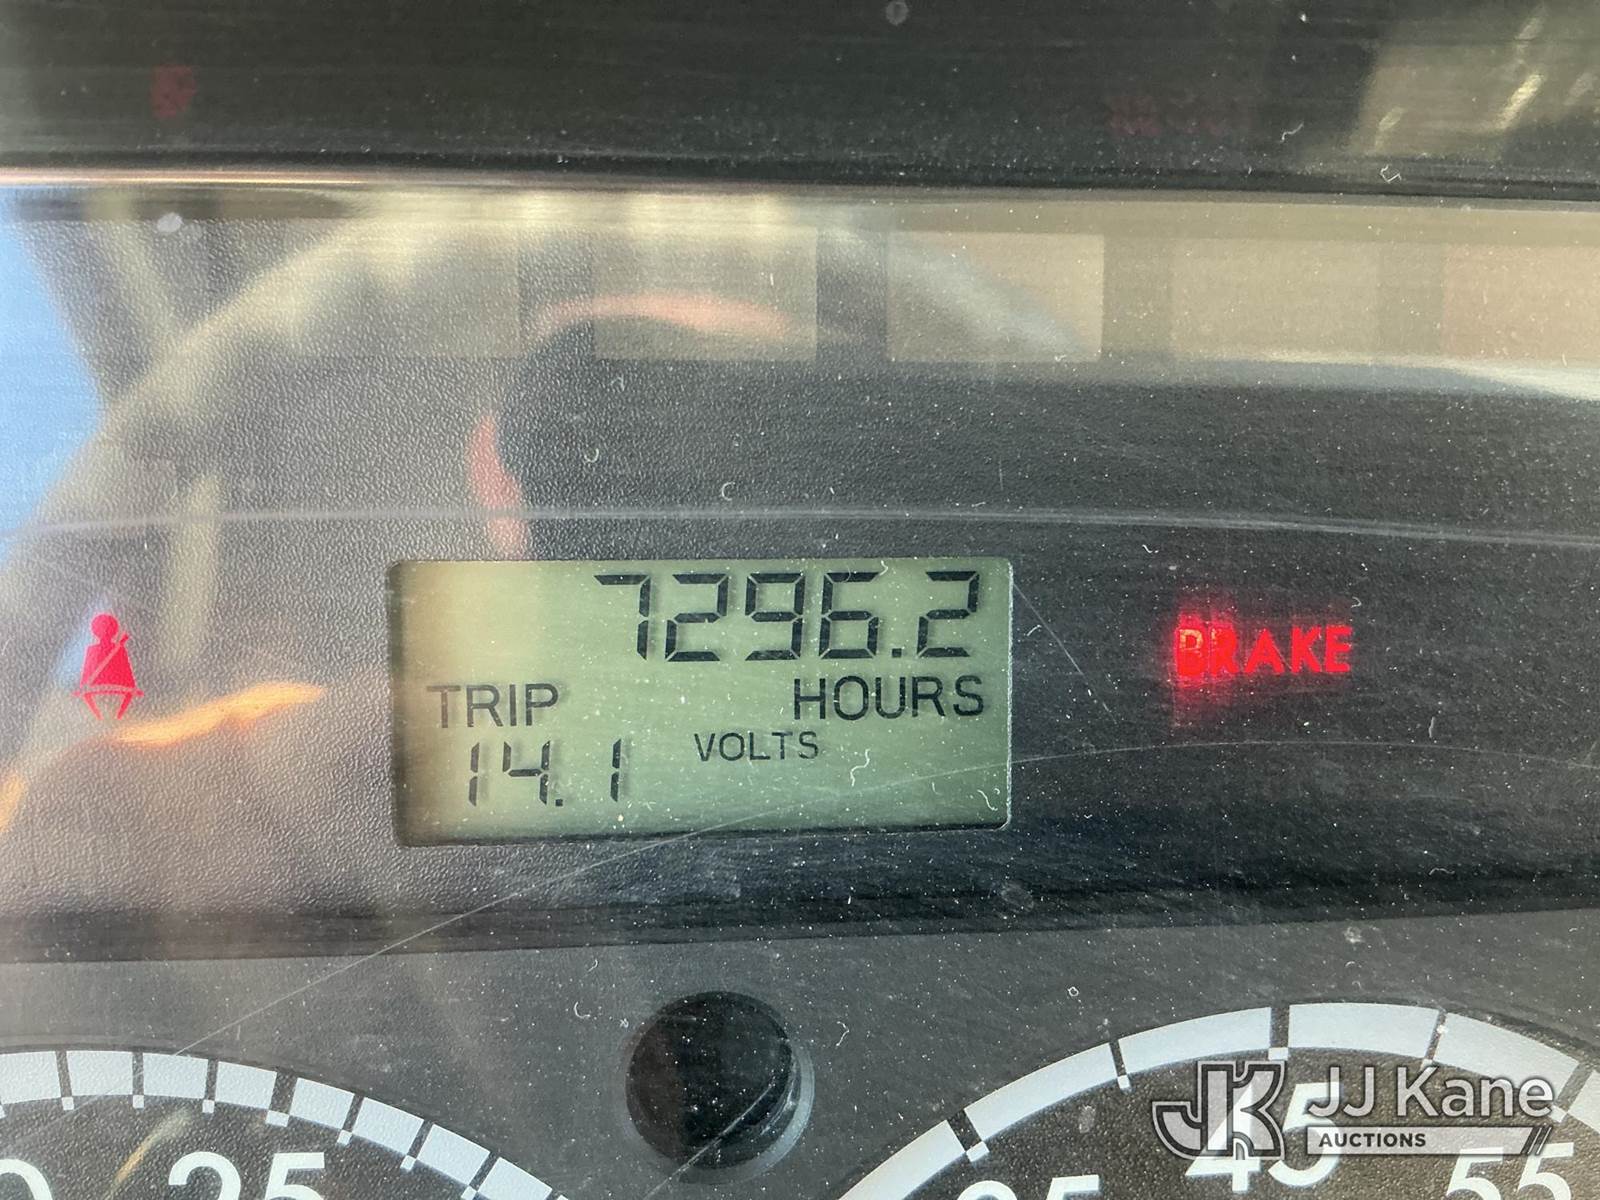 7296.2
TRIP HOURS
14.1 VOLTS
BRAKE
25
45
55
JJ Kane
AUCTIONS